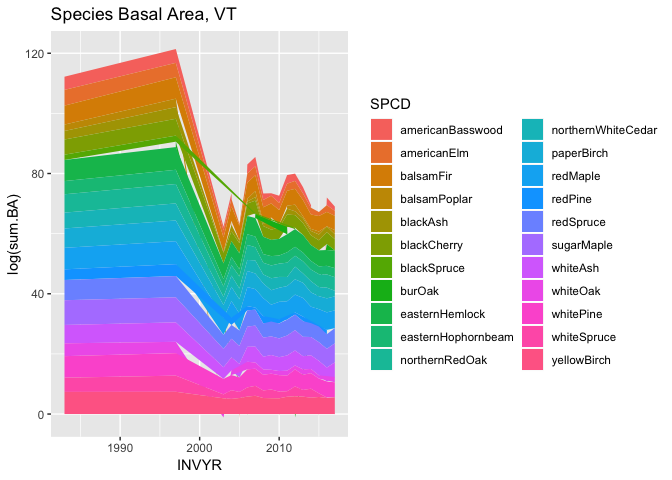 Species Basal Area, VT
120
80
40
0
log(sum.BA)
1990
2000
2010
INVYR
SPCD
americanBasswood
americanElm
balsamFir
balsamPoplar
blackAsh
blackCherry
blackSpruce
burOak
easternHemlock
easternHophornbeam
northernRedOak
northernWhiteCedar
paperBirch
redMaple
redPine
redSpruce
sugarMaple
whiteAsh
whiteOak
whitePine
whiteSpruce
yellowBirch